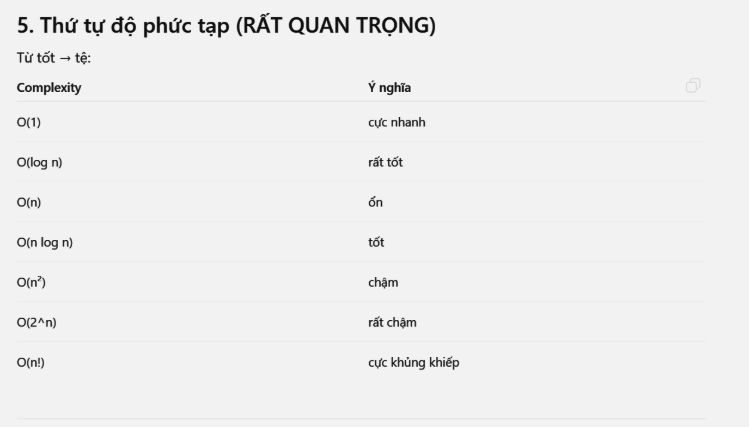 5. Thứ tự độ phức tạp (RẤT QUAN TRỌNG)
Từ tốt → tệ:
Complexity Ý nghĩa
O(1) cực nhanh
O(log n) rất tốt
O(n) ổn
O(n log n) tốt
O(n²) chậm
O(2^n) rất chậm
O(n!) cực khủng khiếp